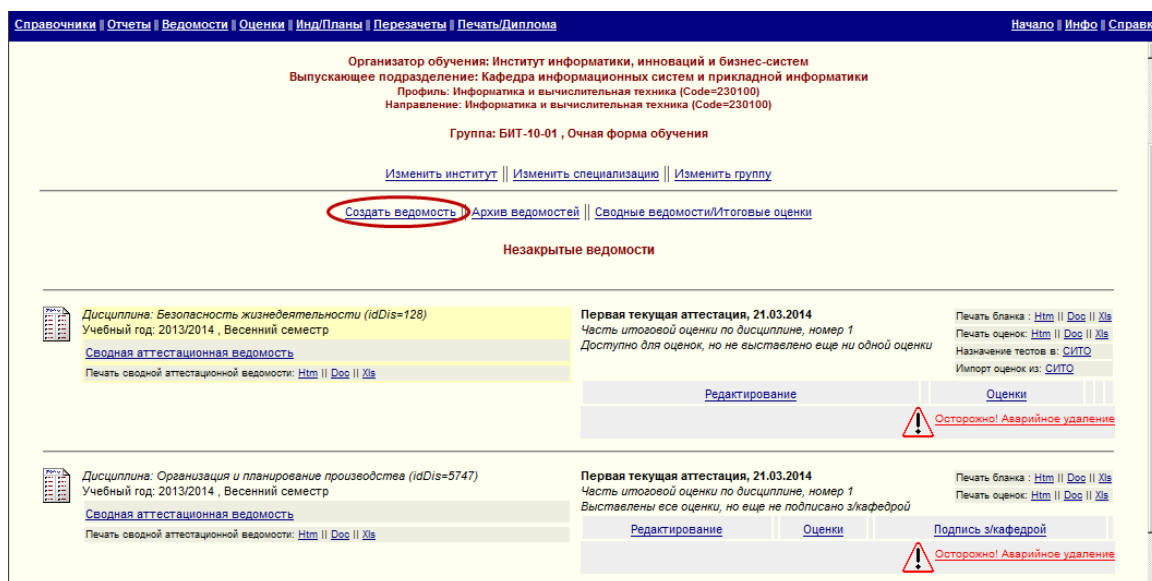 Справочники || Отчеты || Ведомости || Оценки || Инд/Планы || Перезачеты || Печать/Диплома
Начало || Инфо || Справк
Организатор обучения: Институт информатики, инноваций и бизнес-систем
Выпускающее подразделение: Кафедра информационных систем и прикладной информатики
Профиль: Информатика и вычислительная техника (Code=230100)
Направление: Информатика и вычислительная техника (Code=230100)
Группа: БИТ-10-01 , Очная форма обучения
Изменить институт || Изменить специализацию || Изменить группу
Создать ведомость || Архив ведомостей || Сводные ведомости/Итоговые оценки
Незакрытые ведомости
Дисциплина: Безопасность жизнедеятельности (idDis=128)
Учебный год: 2013/2014 , Весенний семестр
Сводная аттестационная ведомость
Печать сводной аттестационной ведомости: Htm || Doc || Xls
Первая текущая аттестация, 21.03.2014
Часть итоговой оценки по дисциплине, номер 1
Доступно для оценок, но не выставлено еще ни одной оценки
Печать бланка : Htm || Doc || Xls
Печать оценок: Htm || Doc || Xls
Назначение тестов в: СИТО
Импорт оценок из: СИТО
Редактирование
Оценки
Осторожно! Аварийное удаление
Дисциплина: Организация и планирование производства (idDis=5747)
Учебный год: 2013/2014 , Весенний семестр
Сводная аттестационная ведомость
Печать сводной аттестационной ведомости: Htm || Doc || Xls
Первая текущая аттестация, 21.03.2014
Часть итоговой оценки по дисциплине, номер 1
Выставлены все оценки, но еще не подписано з/кафедрой
Печать бланка : Htm || Doc || Xls
Печать оценок: Htm || Doc || Xls
Редактирование
Оценки
Подпись з/кафедрой
Осторожно! Аварийное удаление